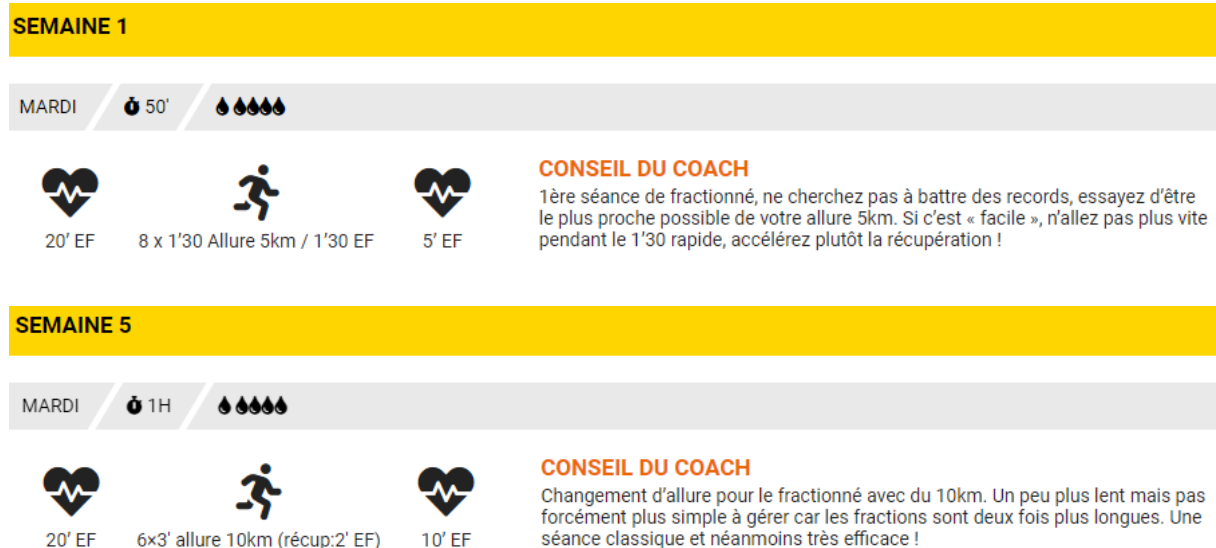 SEMAINE 1
MARDI 50'
CONSEIL DU COACH
1ère séance de fractionné, ne cherchez pas à battre des records, essayez d’être
le plus proche possible de votre allure 5km. Si c’est « facile », n’allez pas plus vite
pendant le 1’30 rapide, accélérez plutôt la récupération !
20’ EF 8 x 1’30 Allure 5km / 1’30 EF 5’ EF
SEMAINE 5
MARDI 1H
CONSEIL DU COACH
Changement d’allure pour le fractionné avec du 10km. Un peu plus lent mais pas
forcément plus simple à gérer car les fractions sont deux fois plus longues. Une
séance classique et néanmoins très efficace !
20’ EF 6×3' allure 10km (récup:2' EF) 10’ EF